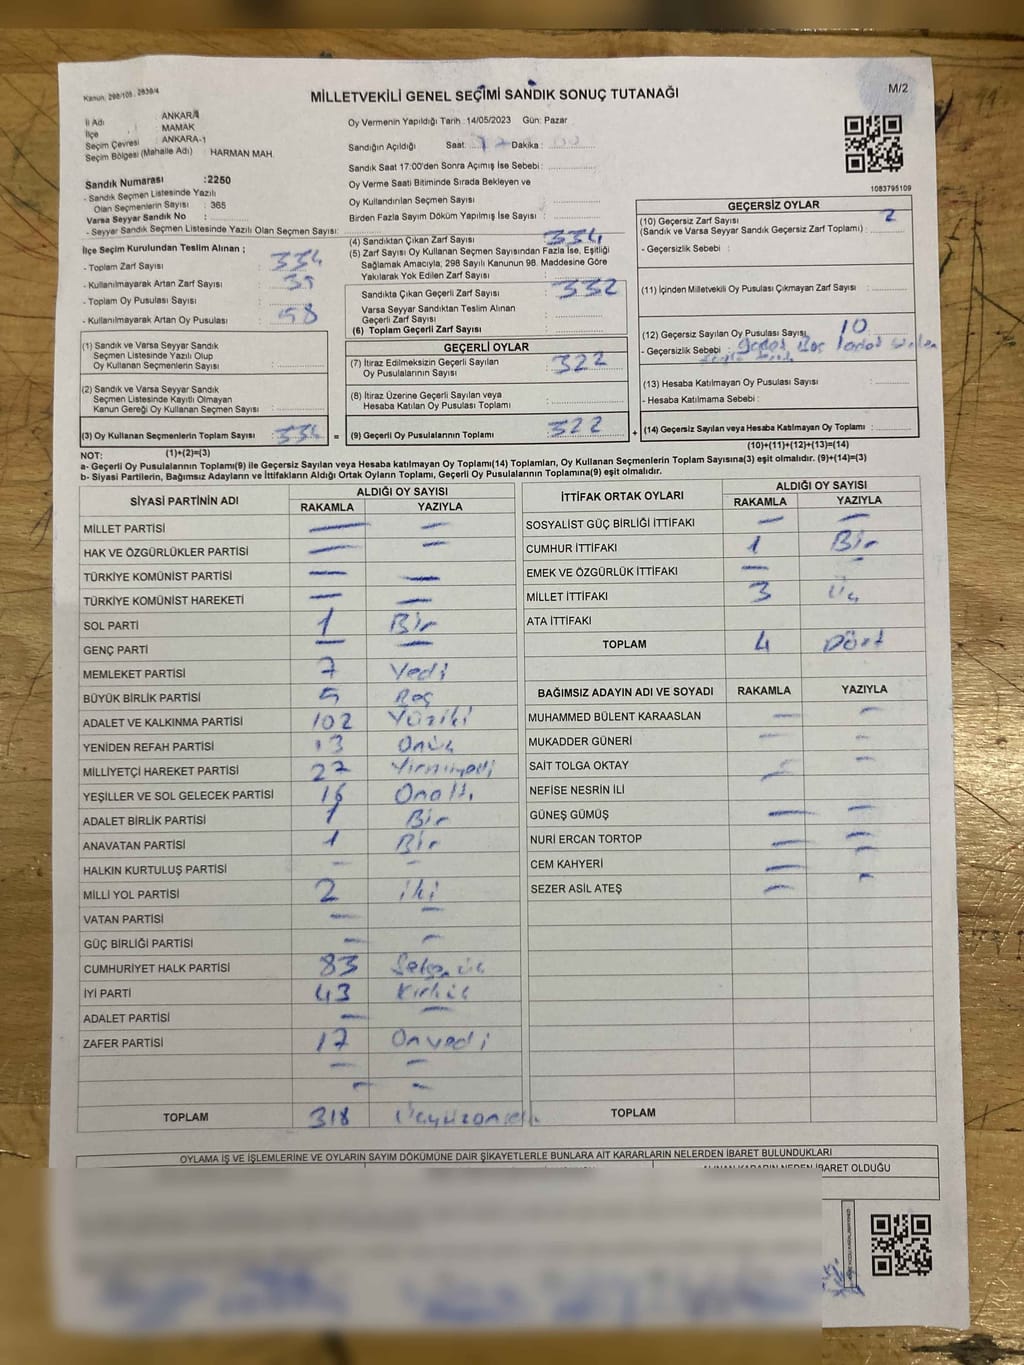 Kanun, 298/105 , 2839/4
MİLLETVEKİLİ GENEL SEÇİMİ SANDIK SONUÇ TUTANAĞI
M/2
İl Adı : ANKARA
İlçe : MAMAK
Seçim Çevresi : ANKARA-1
Seçim Bölgesi (Mahalle Adı) : HARMAN MAH.
Sandık Numarası :2250
- Sandık Seçmen Listesinde Yazılı
Olan Seçmenlerin Sayısı : 365
Varsa Seyyar Sandık No :
- Seyyar Sandık Seçmen Listesinde Yazılı Olan Seçmen Sayısı:
İlçe Seçim Kurulundan Teslim Alınan ;
- Toplam Zarf Sayısı :
- Kullanılmayarak Artan Zarf Sayısı :
- Toplam Oy Pusulası Sayısı :
- Kullanılmayarak Artan Oy Pusulası :
(1) Sandık ve Varsa Seyyar Sandık
Seçmen Listesinde Yazılı Olup
Oy Kullanan Seçmenlerin Sayısı :
(2) Sandık ve Varsa Seyyar Sandık
Seçmen Listesinde Kayıtlı Olmayan
Kanun Gereği Oy Kullanan Seçmen Sayısı :
(3) Oy Kullanan Seçmenlerin Toplam Sayısı : 334 =
Oy Vermenin Yapıldığı Tarih :14/05/2023 Gün: Pazar
Sandığın Açıldığı Saat: Dakika :
Sandık Saat 17:00'den Sonra Açımış İse Sebebi :
Oy Verme Saati Bitiminde Sırada Bekleyen ve
Oy Kullandırılan Seçmen Sayısı :
Birden Fazla Sayım Döküm Yapılmış İse Sayısı :
(4) Sandıktan Çıkan Zarf Sayısı : 334
(5) Zarf Sayısı Oy Kullanan Seçmen Sayısından Fazla İse, Eşitliği
Sağlamak Amacıyla, 298 Sayılı Kanunun 98. Maddesine Göre
Yakılarak Yok Edilen Zarf Sayısı :
Sandıkta Çıkan Geçerli Zarf Sayısı : 332
Varsa Seyyar Sandıktan Teslim Alınan
Geçerli Zarf Sayısı :
(6) Toplam Geçerli Zarf Sayısı :
GEÇERLİ OYLAR
(7) İtiraz Edilmeksizin Geçerli Sayılan
Oy Pusulalarının Sayısı : 322
(8) İtiraz Üzerine Geçerli Sayılan veya
Hesaba Katılan Oy Pusulası Toplamı :
(9) Geçerli Oy Pusulalarının Toplamı : 322 +
1083795109
GEÇERSİZ OYLAR
(10) Geçersiz Zarf Sayısı 2
(Sandık ve Varsa Seyyar Sandık Geçersiz Zarf Toplamı) :
- Geçersizlik Sebebi :
(11) İçinden Milletvekili Oy Pusulası Çıkmayan Zarf Sayısı :
(12) Geçersiz Sayılan Oy Pusulası Sayısı : 10
- Geçersizlik Sebebi :
(13) Hesaba Katılmayan Oy Pusulası Sayısı :
- Hesaba Katılmama Sebebi :
(14) Geçersiz Sayılan veya Hesaba Katılmayan Oy Toplamı :
NOT: (1)+(2)=(3) (10)+(11)+(12)+(13)=(14)
a- Geçerli Oy Pusulalarının Toplamı(9) ile Geçersiz Sayılan veya Hesaba katılmayan Oy Toplamı(14) Toplamları, Oy Kullanan Seçmenlerin Toplam Sayısına(3) eşit olmalıdır. (9)+(14)=(3)
b- Siyasi Partilerin, Bağımsız Adayların ve İttifakların Aldığı Ortak Oyların Toplamı, Geçerli Oy Pusulalarının Toplamına(9) eşit olmalıdır.
SİYASİ PARTİNİN ADI ALDIĞI OY SAYISI
RAKAMLA YAZIYLA
MİLLET PARTİSİ — —
HAK VE ÖZGÜRLÜKLER PARTİSİ — —
TÜRKİYE KOMÜNİST PARTİSİ — —
TÜRKİYE KOMÜNİST HAREKETİ — —
SOL PARTİ 1 Bir
GENÇ PARTİ — —
MEMLEKET PARTİSİ 7 Yedi
BÜYÜK BİRLİK PARTİSİ 5 Beş
ADALET VE KALKINMA PARTİSİ 102 Yüziki
YENİDEN REFAH PARTİSİ 13 Onüç
MİLLİYETÇİ HAREKET PARTİSİ 27 Yirmiyedi
YEŞİLLER VE SOL GELECEK PARTİSİ 16 Onaltı
ADALET BİRLİK PARTİSİ 1 Bir
ANAVATAN PARTİSİ 1 Bir
HALKIN KURTULUŞ PARTİSİ — —
MİLLİ YOL PARTİSİ 2 iki
VATAN PARTİSİ — —
GÜÇ BİRLİĞİ PARTİSİ — —
CUMHURİYET HALK PARTİSİ 83 Seksenüç
İYİ PARTİ 43 Kırküç
ADALET PARTİSİ — —
ZAFER PARTİSİ 17 Onyedi
— —
— —
TOPLAM 318 Üçyüzonsekiz
İTTİFAK ORTAK OYLARI ALDIĞI OY SAYISI
RAKAMLA YAZIYLA
SOSYALİST GÜÇ BİRLİĞİ İTTİFAKI — —
CUMHUR İTTİFAKI 1 Bir
EMEK VE ÖZGÜRLÜK İTTİFAKI — —
MİLLET İTTİFAKI 3 Üç
ATA İTTİFAKI
TOPLAM 4 Dört
BAĞIMSIZ ADAYIN ADI VE SOYADI RAKAMLA YAZIYLA
MUHAMMED BÜLENT KARAASLAN — —
MUKADDER GÜNERİ — —
SAİT TOLGA OKTAY — —
NEFİSE NESRİN İLİ
GÜNEŞ GÜMÜŞ — —
NURİ ERCAN TORTOP — —
CEM KAHYERİ — —
SEZER ASİL ATEŞ — —
TOPLAM
OYLAMA İŞ VE İŞLEMLERİNE VE OYLARIN SAYIM DÖKÜMÜNE DAİR ŞİKAYETLERLE BUNLARA AİT KARARLARIN NELERDEN İBARET BULUNDUKLARI
ALINAN KARARIN NEDEN İBARET OLDUĞU